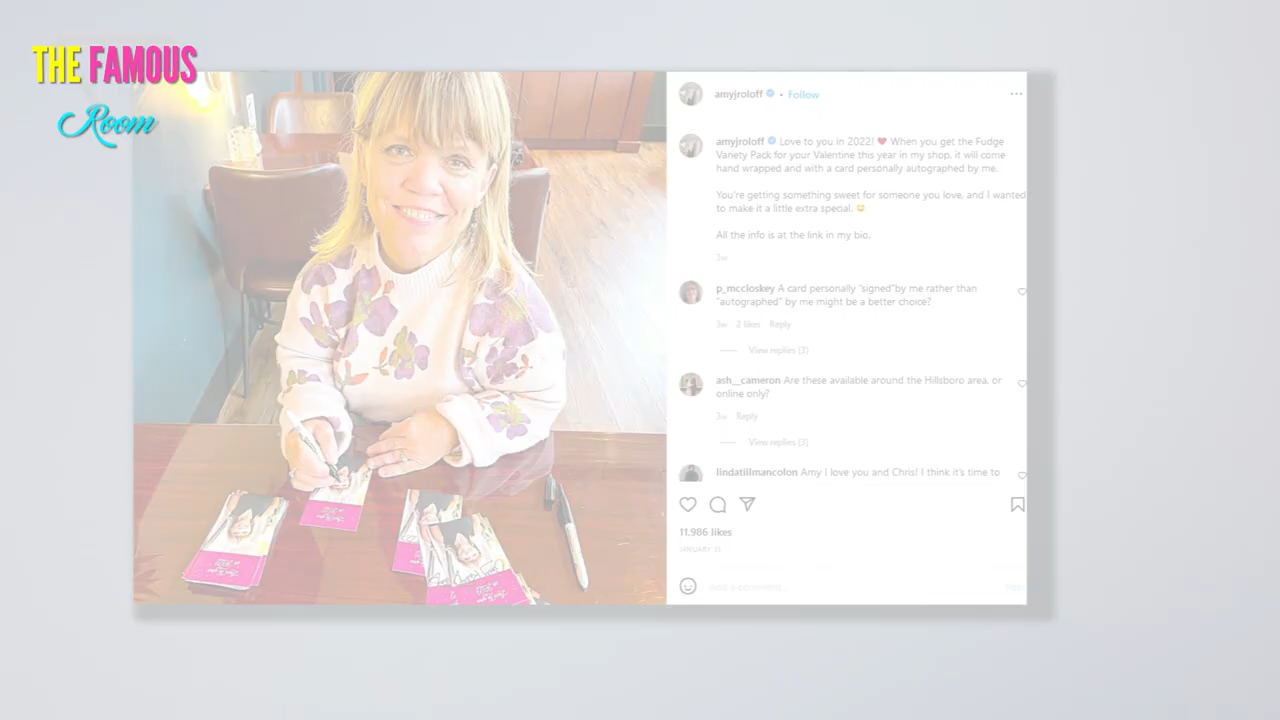 THE FAMOUS
Room
amyjroloff • Follow
amyjroloff Love to you in 2022! ❤️ When you get the Fudge
Variety Pack for your Valentine this year in my shop, it will come
hand wrapped and with a card personally autographed by me.
You're getting something sweet for someone you love, and I wanted
to make it a little extra special. 😊
All the info is at the link in my bio.
3w
p_mccloskey A card personally "signed"by me rather than
"autographed" by me might be a better choice?
3w 2 likes Reply
View replies (3)
ash__cameron Are these available around the Hillsboro area, or
online only?
3w Reply
View replies (3)
lindatillmancolon Amy I love you and Chris! I think it's time to
11,986 likes
JANUARY 31
Add a comment...
Post